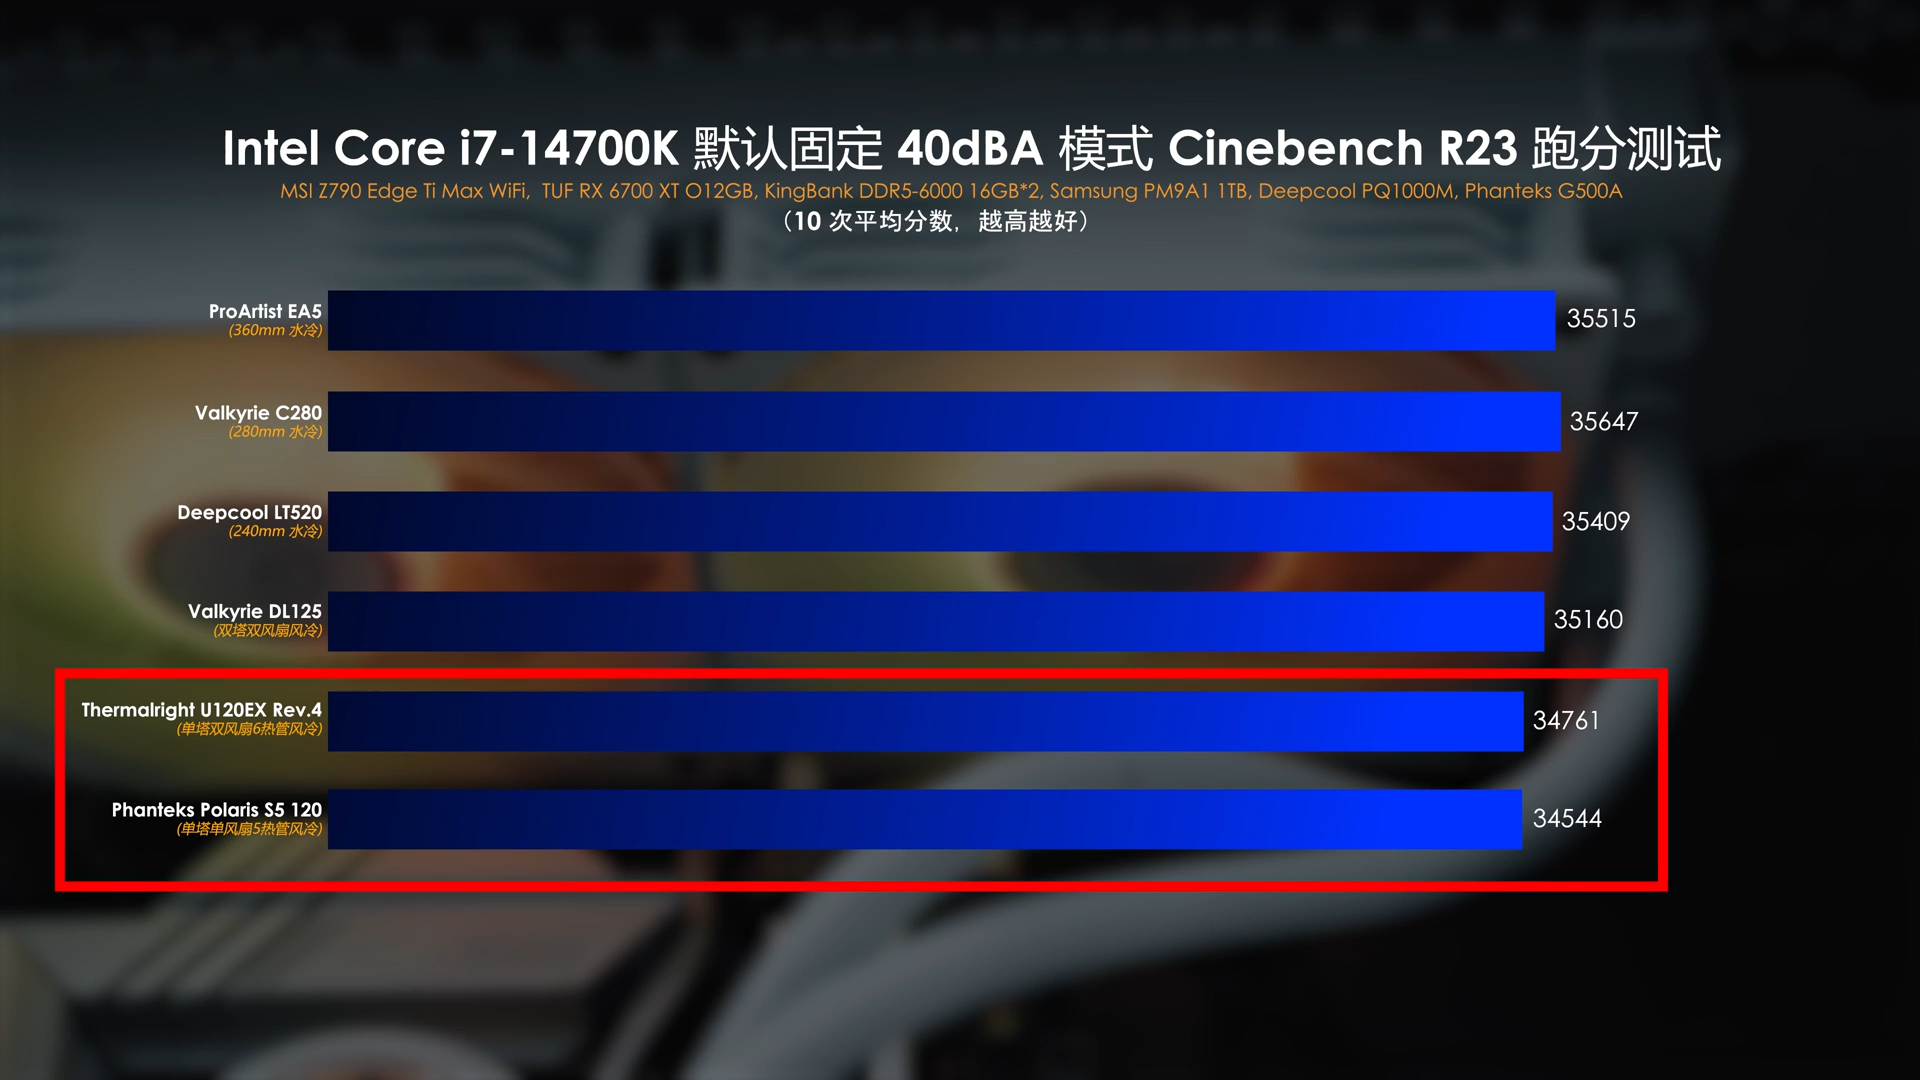 Intel Core i7-14700K 默认固定 40dBA 模式 Cinebench R23 跑分测试
MSI Z790 Edge Ti Max WiFi, TUF RX 6700 XT O12GB, KingBank DDR5-6000 16GB*2, Samsung PM9A1 1TB, Deepcool PQ1000M, Phanteks G500A
（10 次平均分数，越高越好）
ProArtist EA5
(360mm 水冷)
35515
Valkyrie C280
(280mm 水冷)
35647
Deepcool LT520
(240mm 水冷)
35409
Valkyrie DL125
(双塔双风扇风冷)
35160
Thermalright U120EX Rev.4
(单塔双风扇6热管风冷)
34761
Phanteks Polaris S5 120
(单塔单风扇5热管风冷)
34544